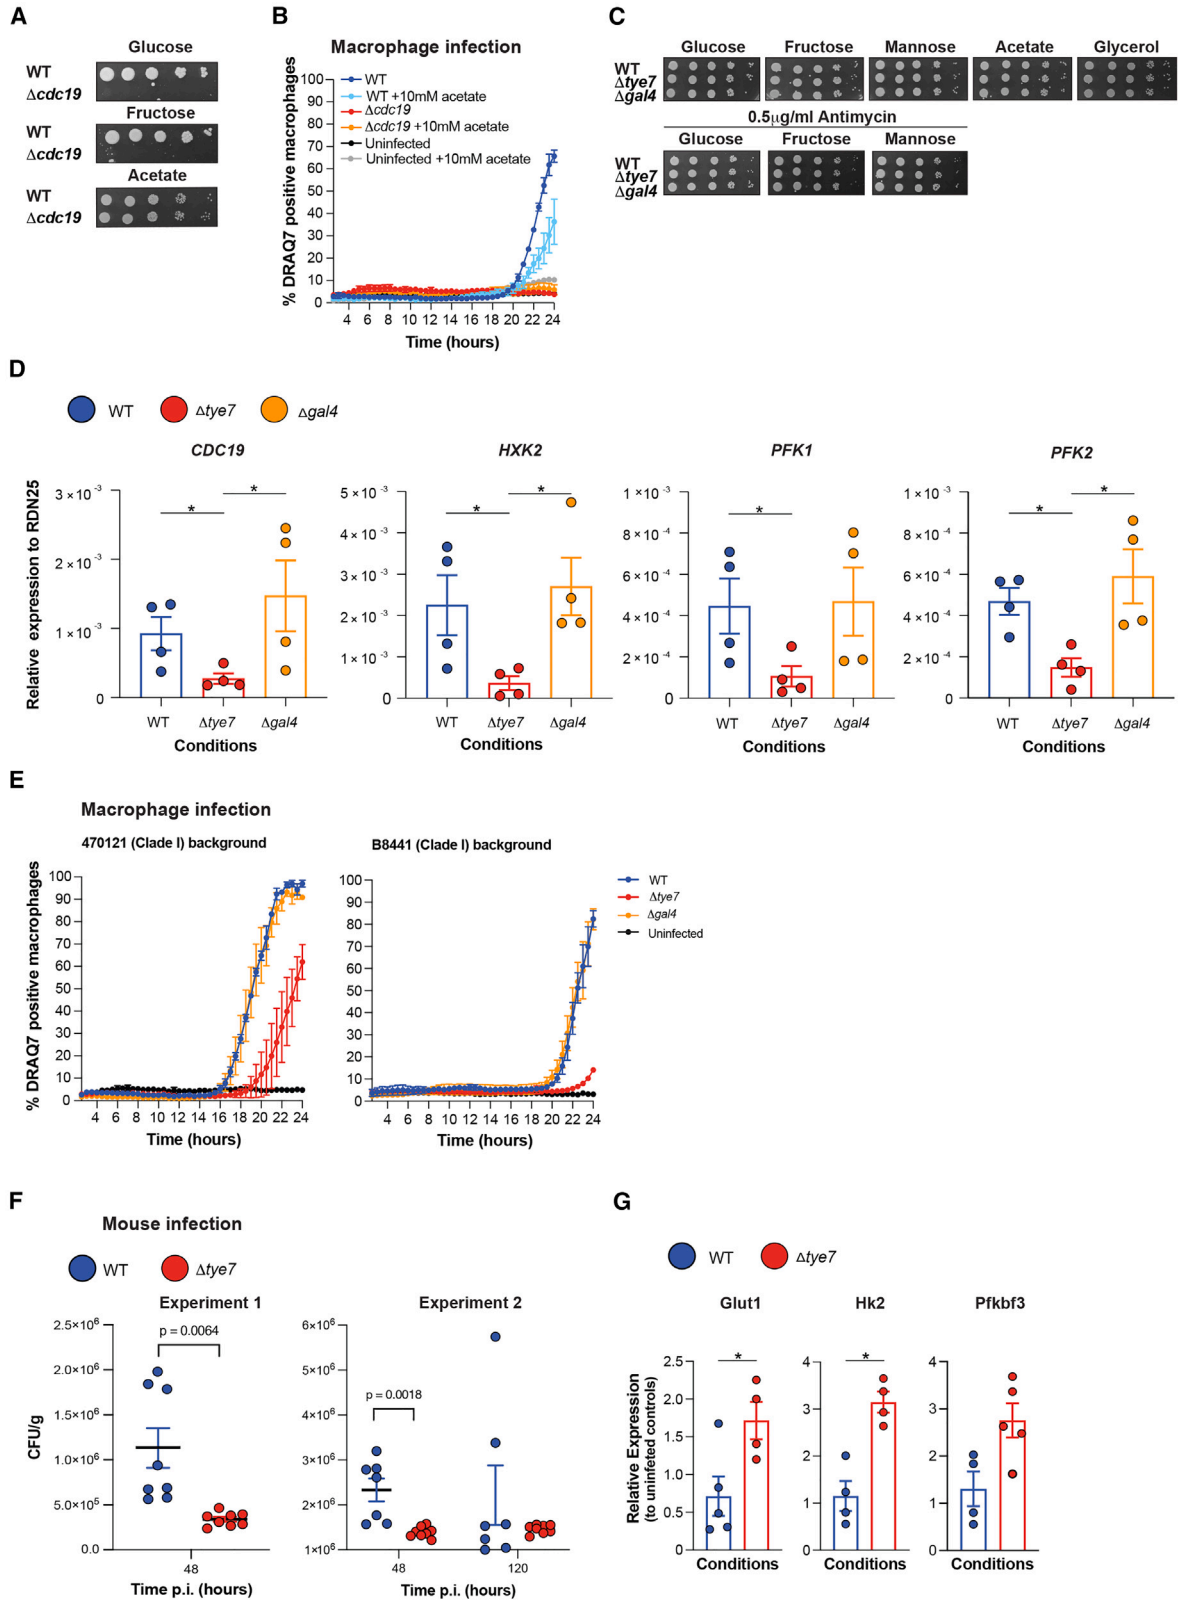 A
Glucose
WT
Δcdc19
Fructose
WT
Δcdc19
Acetate
WT
Δcdc19
B
Macrophage infection
% DRAQ7 positive macrophages
100
90
80
70
60
50
40
30
20
10
0
WT
WT +10mM acetate
Δcdc19
Δcdc19 +10mM acetate
Uninfected
Uninfected +10mM acetate
4 6 8 10 12 14 16 18 20 22 24
Time (hours)
C
Glucose Fructose Mannose Acetate Glycerol
WT
Δtye7
Δgal4
0.5µg/ml Antimycin
Glucose Fructose Mannose
WT
Δtye7
Δgal4
D
WT Δtye7 Δgal4
Relative expression to RDN25
CDC19
3 × 10⁻³
2 × 10⁻³
1 × 10⁻³
0
* *
WT Δtye7 Δgal4
Conditions
HXK2
5 × 10⁻³
4 × 10⁻³
3 × 10⁻³
2 × 10⁻³
1 × 10⁻³
0
* *
WT Δtye7 Δgal4
Conditions
PFK1
1 × 10⁻³
8 × 10⁻⁴
6 × 10⁻⁴
4 × 10⁻⁴
2 × 10⁻⁴
0
*
WT Δtye7 Δgal4
Conditions
PFK2
1 × 10⁻³
8 × 10⁻⁴
6 × 10⁻⁴
4 × 10⁻⁴
2 × 10⁻⁴
0
* *
WT Δtye7 Δgal4
Conditions
E
Macrophage infection
470121 (Clade I) background
% DRAQ7 positive macrophages
100
90
80
70
60
50
40
30
20
10
0
4 6 8 10 12 14 16 18 20 22 24
Time (hours)
B8441 (Clade I) background
100
90
80
70
60
50
40
30
20
10
0
4 6 8 10 12 14 16 18 20 22 24
Time (hours)
WT
Δtye7
Δgal4
Uninfected
F
Mouse infection
WT Δtye7
Experiment 1
CFU/g
2.5×10⁶
2.0×10⁶
1.5×10⁶
1.0×10⁶
5.0×10⁵
0.0
p = 0.0064
48
Time p.i. (hours)
Experiment 2
6×10⁶
5×10⁶
4×10⁶
3×10⁶
2×10⁶
1×10⁶
p = 0.0018
48 120
Time p.i. (hours)
G
WT Δtye7
Relative Expression
(to uninfeted controls)
Glut1
2.5
2.0
1.5
1.0
0.5
0
*
Conditions
Hk2
4
3
2
1
0
*
Conditions
Pfkbf3
4
3
2
1
0
Conditions